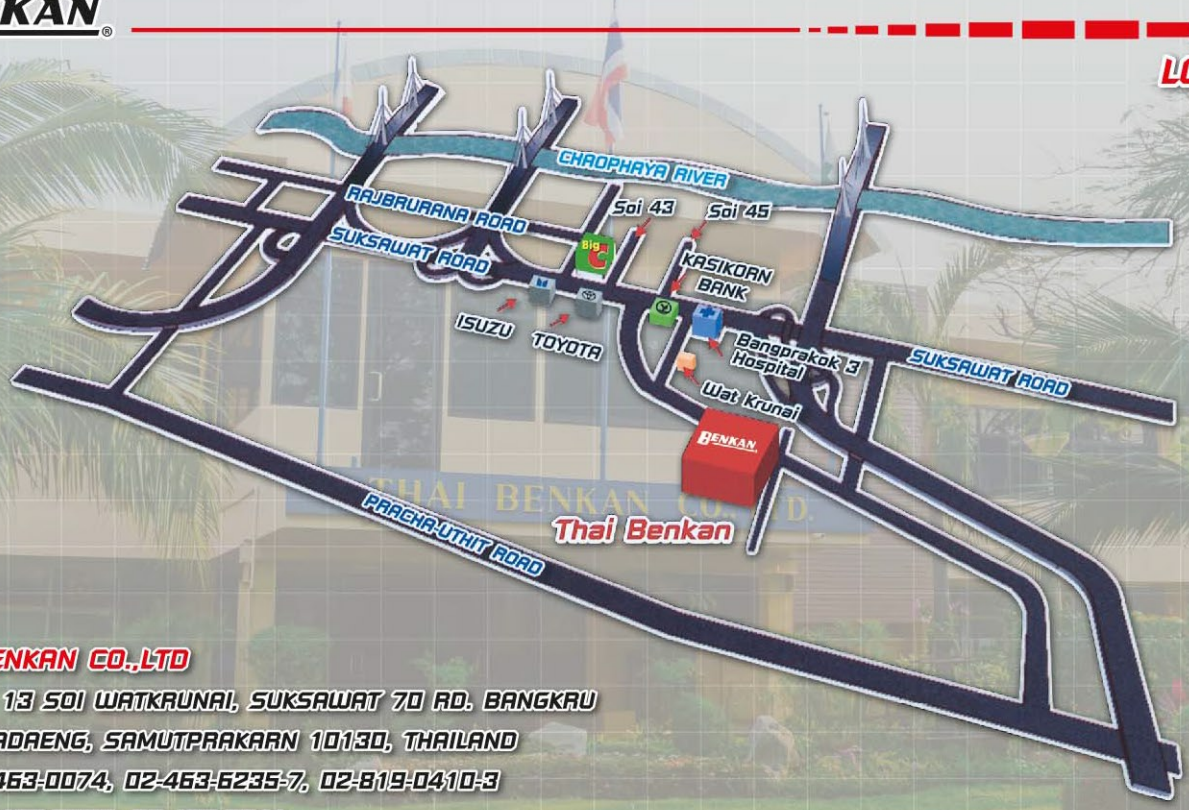 KAN®
CHAOPHAYA RIVER
RAJBRURANA ROAD
Soi 43
Soi 45
SUKSAWAT ROAD
Big C
KASIKORN
BANK
ISUZU
TOYOTA
Bangprakok 3
Hospital
SUKSAWAT ROAD
Wat Krunai
BENKAN
THAI BENKAN CO., LTD.
Thai Benkan
PRACHA-UTHIT ROAD
ENKAN CO.,LTD
13 SOI WATKRUNAI, SUKSAWAT 70 RD. BANGKRU
ADAENG, SAMUTPRAKARN 10130, THAILAND
463-0074, 02-463-6235-7, 02-819-0410-3